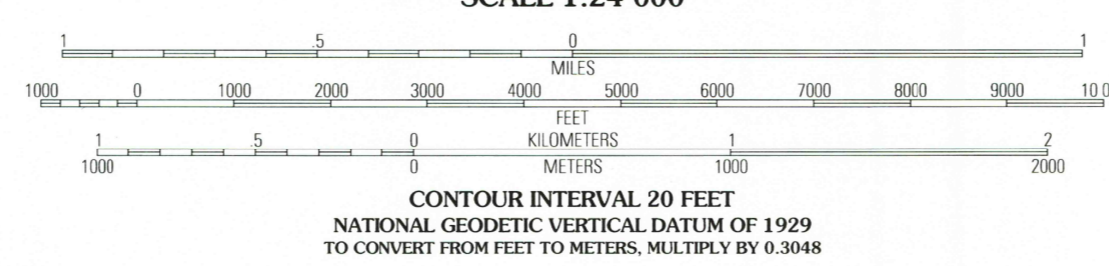 SCALE 1:24 000
1 .5 0 1
MILES
1000 0 1000 2000 3000 4000 5000 6000 7000 8000 9000 10 0
FEET
1 .5 0 KILOMETERS 1 2
1000 0 METERS 1000 2000
CONTOUR INTERVAL 20 FEET
NATIONAL GEODETIC VERTICAL DATUM OF 1929
TO CONVERT FROM FEET TO METERS, MULTIPLY BY 0.3048